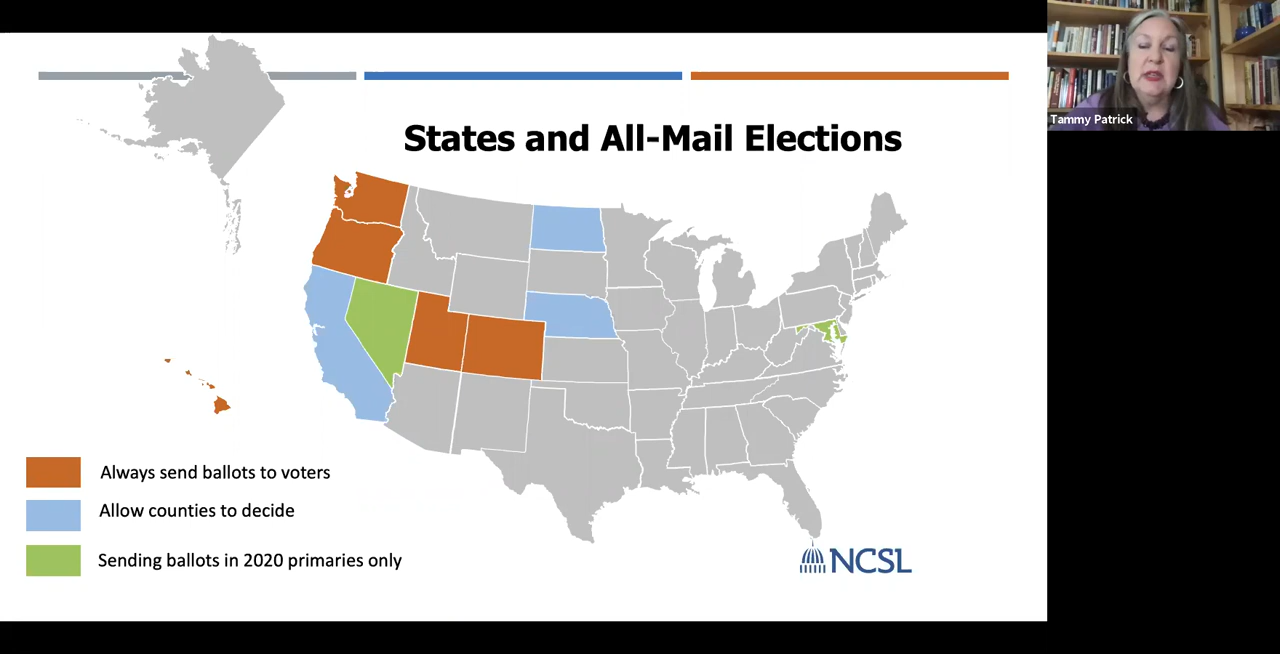 Tammy Patrick
States and All-Mail Elections
Always send ballots to voters
Allow counties to decide
Sending ballots in 2020 primaries only
NCSL